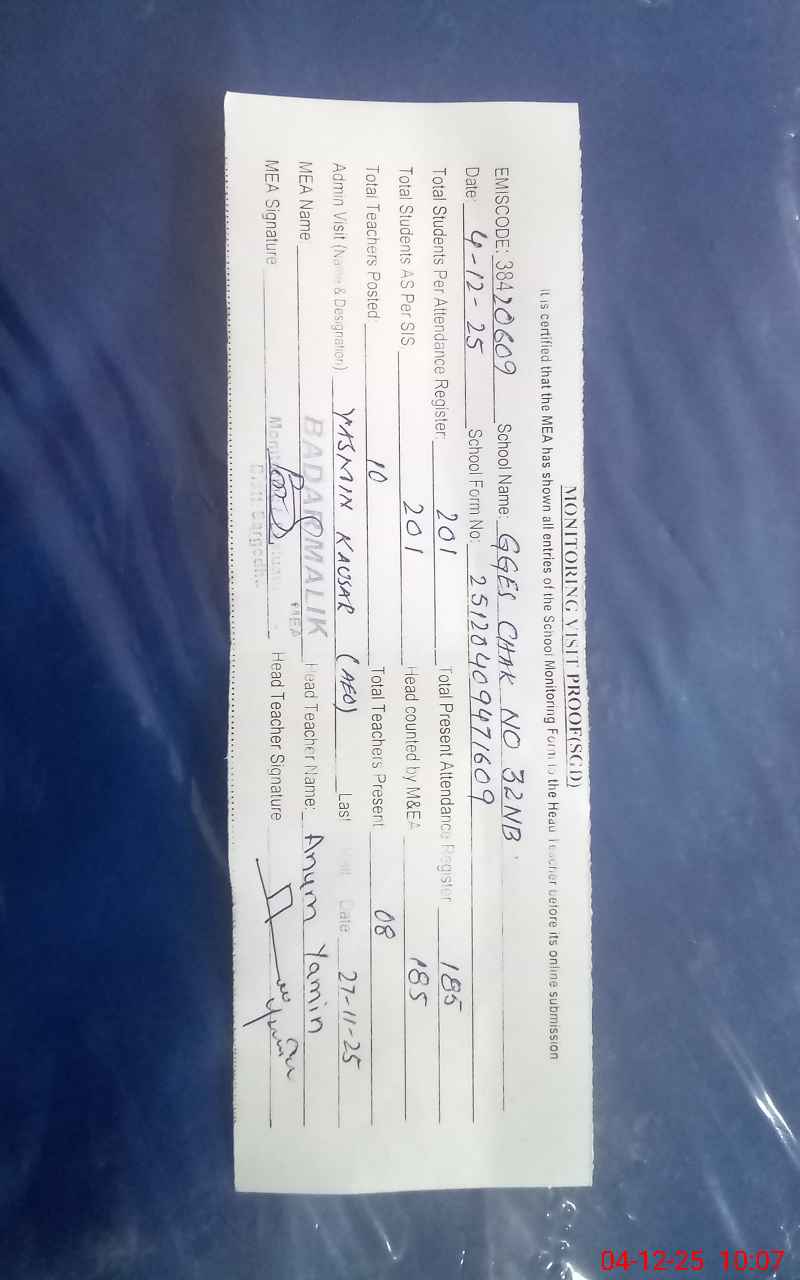 MONITORING VISIT PROOF(SGD)
It is certified that the MEA has shown all entries of the School Monitoring Form to the Head Teacher before its online submission
EMISCODE: 38420609 School Name: GGES CHAK NO 32NB
Date: 4-12-25 School Form No: 25120409471609
Total Students Per Attendance Register: 201 Total Present Attendance Register 185
Total Students AS Per SIS 201 Head counted by M&EA 185
Total Teachers Posted: 10 Total Teachers Present 08
Admin Visit (Name & Designation) YASMIN KAUSAR (AEO) Last Visit Date 27-11-25
MEA Name BADAR MALIK MEA Head Teacher Name: Anum Yamin
MEA Signature Head Teacher Signature
04-12-25 10:07